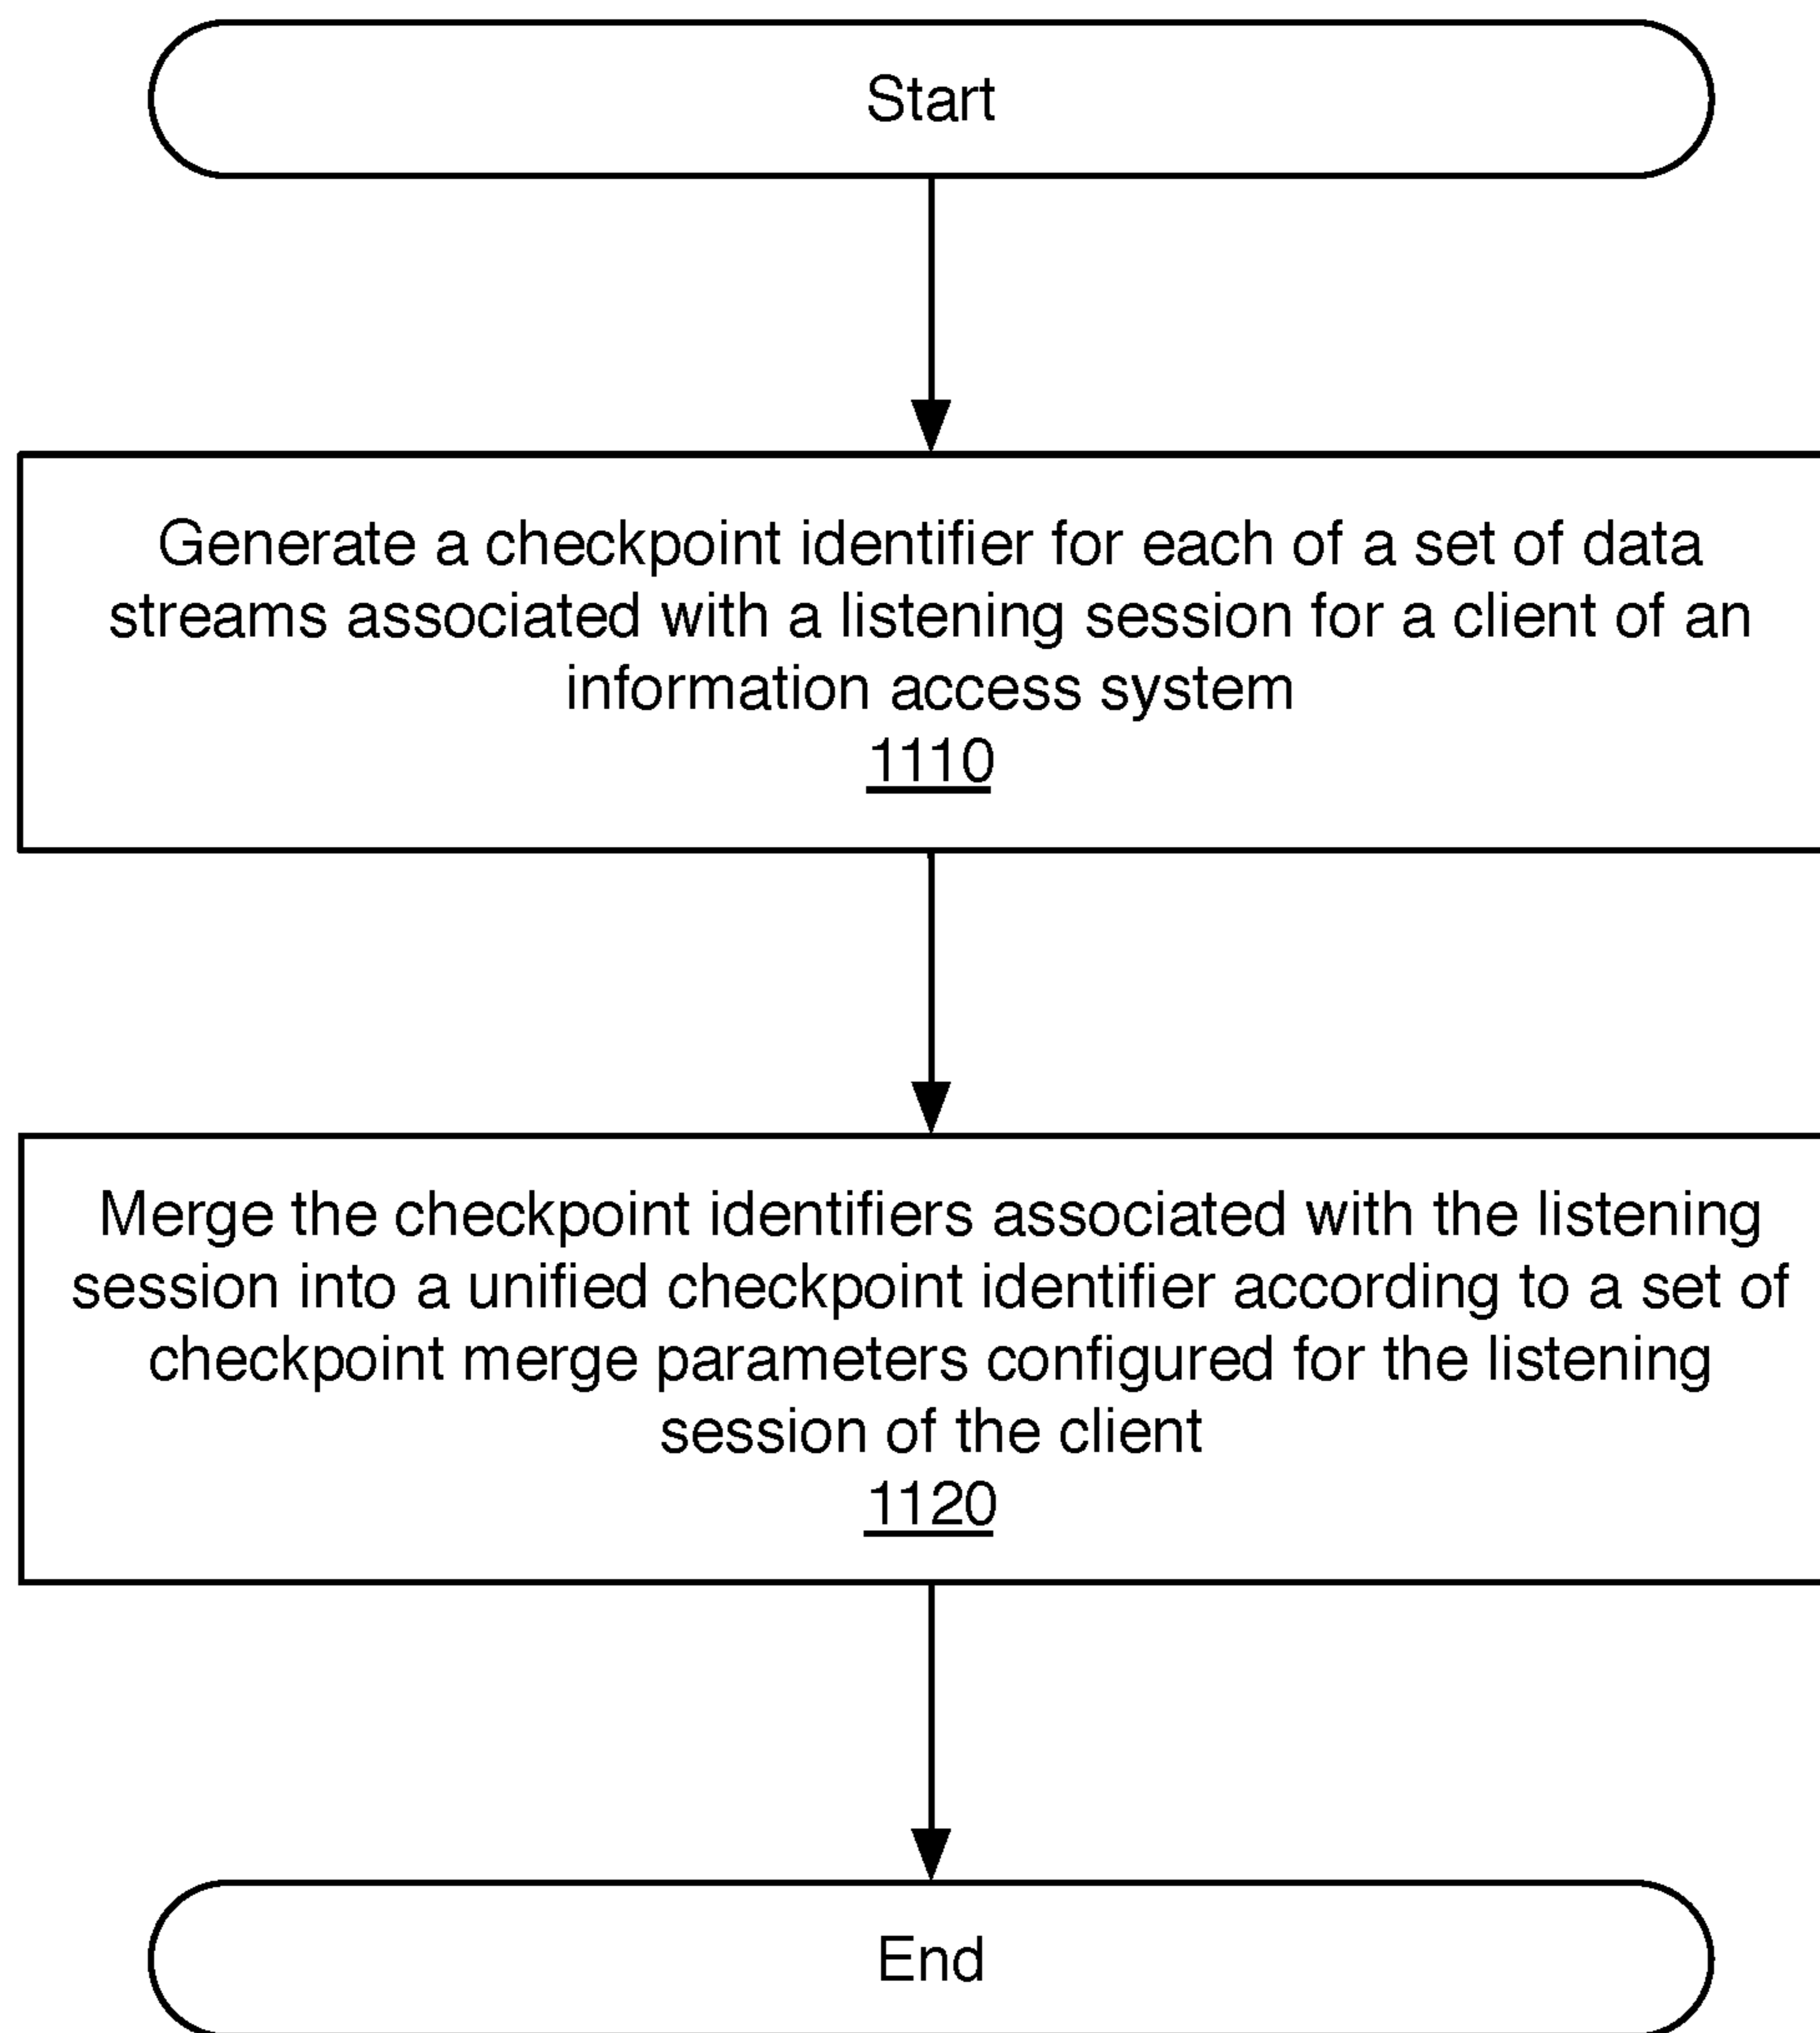 Start
Generate a checkpoint identifier for each of a set of data
streams associated with a listening session for a client of an
information access system
1110
Merge the checkpoint identifiers associated with the listening
session into a unified checkpoint identifier according to a set of
checkpoint merge parameters configured for the listening
session of the client
1120
End